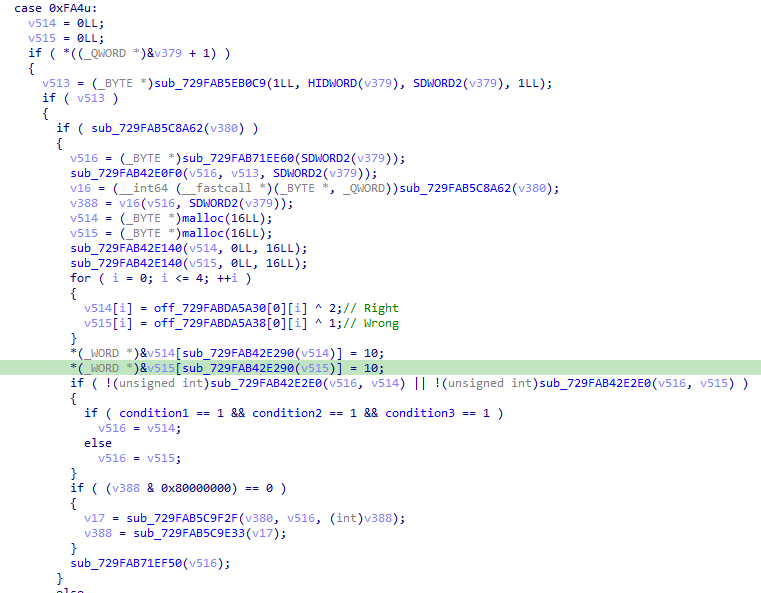 case 0xFA4u:
v514 = 0LL;
v515 = 0LL;
if ( *((_QWORD *)&v379 + 1) )
{
v513 = (_BYTE *)sub_729FAB5EB0C9(1LL, HIDWORD(v379), SDWORD2(v379), 1LL);
if ( v513 )
{
if ( sub_729FAB5C8A62(v380) )
{
v516 = (_BYTE *)sub_729FAB71EE60(SDWORD2(v379));
sub_729FAB42E0F0(v516, v513, SDWORD2(v379));
v16 = (__int64 (__fastcall *)(_BYTE *, _QWORD))sub_729FAB5C8A62(v380);
v388 = v16(v516, SDWORD2(v379));
v514 = (_BYTE *)malloc(16LL);
v515 = (_BYTE *)malloc(16LL);
sub_729FAB42E140(v514, 0LL, 16LL);
sub_729FAB42E140(v515, 0LL, 16LL);
for ( i = 0; i <= 4; ++i )
{
v514[i] = off_729FABDA5A30[0][i] ^ 2;// Right
v515[i] = off_729FABDA5A38[0][i] ^ 1;// Wrong
}
*(_WORD *)&v514[sub_729FAB42E290(v514)] = 10;
*(_WORD *)&v515[sub_729FAB42E290(v515)] = 10;
if ( !(unsigned int)sub_729FAB42E2E0(v516, v514) || !(unsigned int)sub_729FAB42E2E0(v516, v515) )
{
if ( condition1 == 1 && condition2 == 1 && condition3 == 1 )
v516 = v514;
else
v516 = v515;
}
if ( (v388 & 0x80000000) == 0 )
{
v17 = sub_729FAB5C9F2F(v380, v516, (int)v388);
v388 = sub_729FAB5C9E33(v17);
}
sub_729FAB71EF50(v516);
}
else